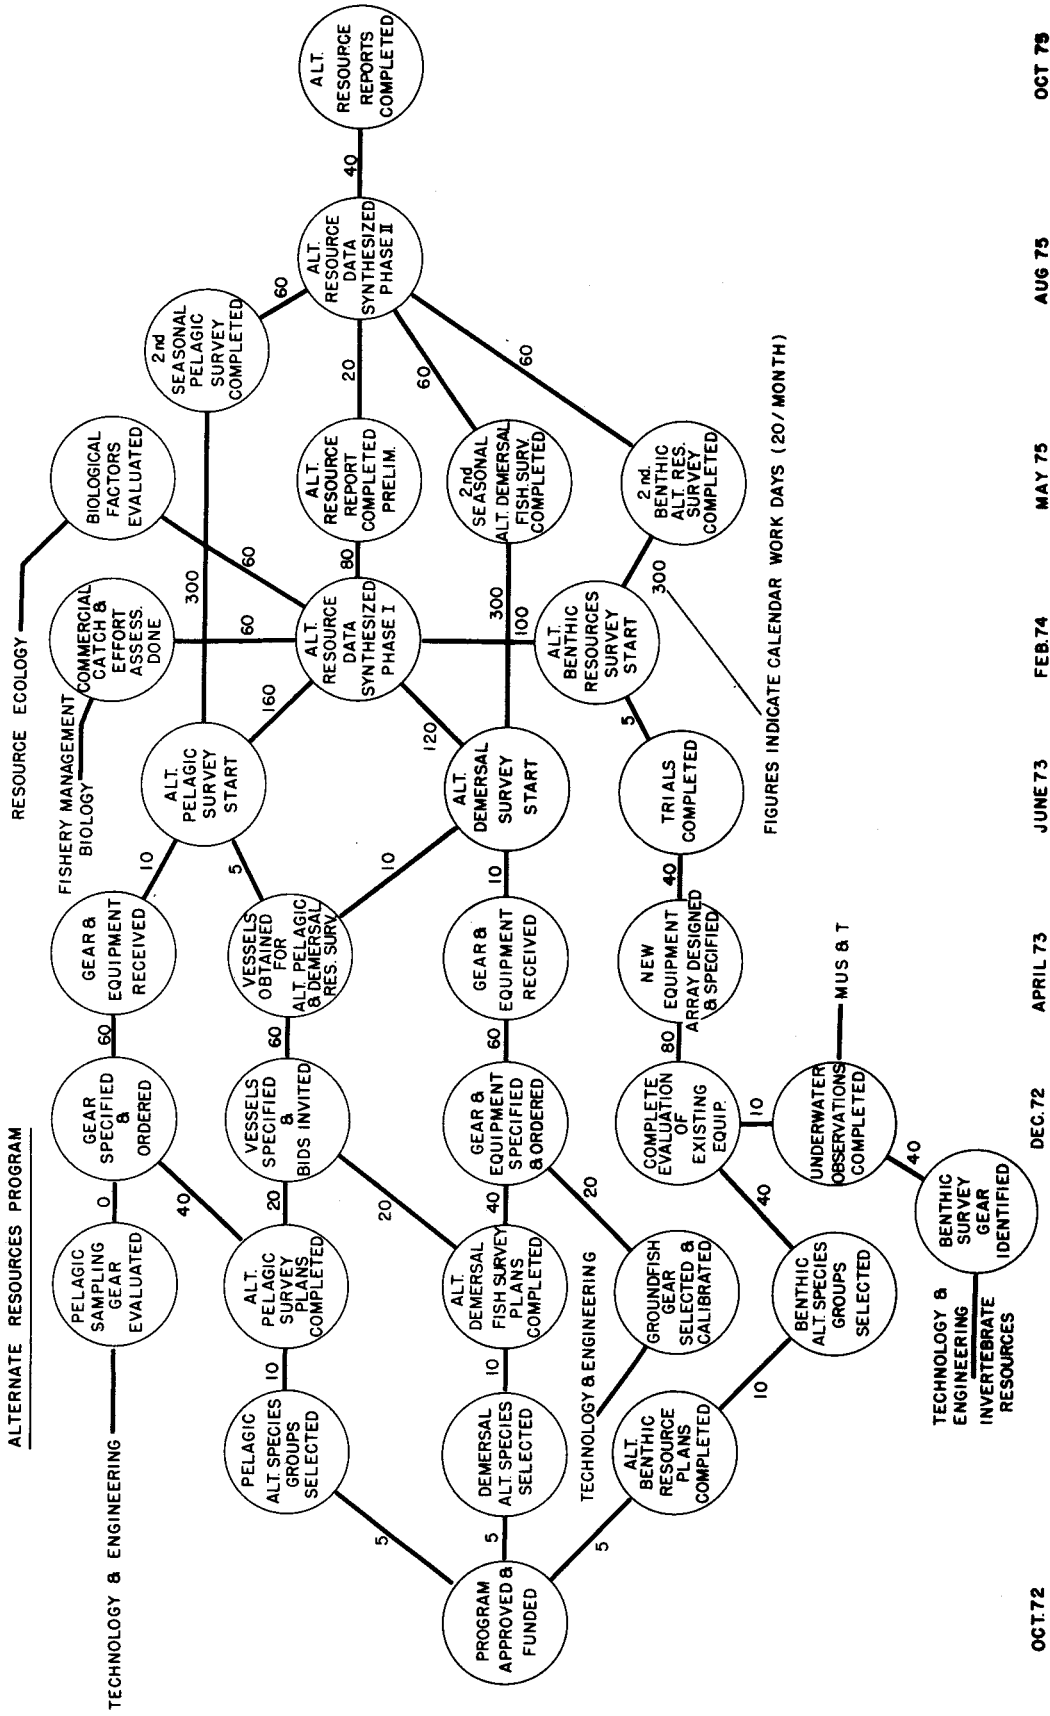 ALTERNATE RESOURCES PROGRAM
TECHNOLOGY & ENGINEERING
PELAGIC
SAMPLING
GEAR
EVALUATED
0
GEAR
SPECIFIED
&
ORDERED
60
GEAR &
EQUIPMENT
RECEIVED
10
FISHERY MANAGEMENT
BIOLOGY
COMMERCIAL
CATCH &
EFFORT
ASSESS.
DONE
RESOURCE ECOLOGY
BIOLOGICAL
FACTORS
EVALUATED
60
60
PELAGIC
ALT. SPECIES
GROUPS
SELECTED
10
ALT.
PELAGIC
SURVEY
PLANS
COMPLETED
40
20
VESSELS
SPECIFIED
&
BIDS INVITED
60
VESSELS
OBTAINED
FOR
ALT. PELAGIC
& DEMERSAL
RES. SURV.
5
10
ALT.
PELAGIC
SURVEY
START
300
160
2nd
SEASONAL
PELAGIC
SURVEY
COMPLETED
60
ALT.
RESOURCE
DATA
SYNTHESIZED
PHASE I
80
ALT.
RESOURCE
REPORT
COMPLETED
PRELIM.
20
ALT.
RESOURCE
DATA
SYNTHESIZED
PHASE II
40
ALT.
RESOURCE
REPORTS
COMPLETED
PROGRAM
APPROVED &
FUNDED
5
5
5
DEMERSAL
ALT. SPECIES
SELECTED
10
ALT.
DEMERSAL
FISH SURVEY
PLANS
COMPLETED
20
40
GEAR &
EQUIPMENT
SPECIFIED
& ORDERED
60
GEAR &
EQUIPMENT
RECEIVED
10
ALT.
DEMERSAL
SURVEY
START
120
300
100
2nd
SEASONAL
ALT. DEMERSAL
FISH. SURV.
COMPLETED
60
TECHNOLOGY & ENGINEERING
GROUNDFISH
GEAR
SELECTED &
CALIBRATED
20
ALT.
BENTHIC
RESOURCE
PLANS
COMPLETED
10
BENTHIC
ALT. SPECIES
GROUPS
SELECTED
40
COMPLETE
EVALUATION
OF
EXISTING
EQUIP.
80
NEW
EQUIPMENT
ARRAY DESIGNED
& SPECIFIED
40
TRIALS
COMPLETED
5
ALT.
BENTHIC
RESOURCES
SURVEY
START
300
2nd.
BENTHIC
ALT. RES.
SURVEY
COMPLETED
60
FIGURES INDICATE CALENDAR WORK DAYS (20/MONTH)
10
UNDERWATER
OBSERVATIONS
COMPLETED
MUS & T
40
BENTHIC
SURVEY
GEAR
IDENTIFIED
TECHNOLOGY &
ENGINEERING
INVERTEBRATE
RESOURCES
OCT. 72
DEC. 72
APRIL 73
JUNE 73
FEB. 74
MAY 75
AUG 75
OCT 75